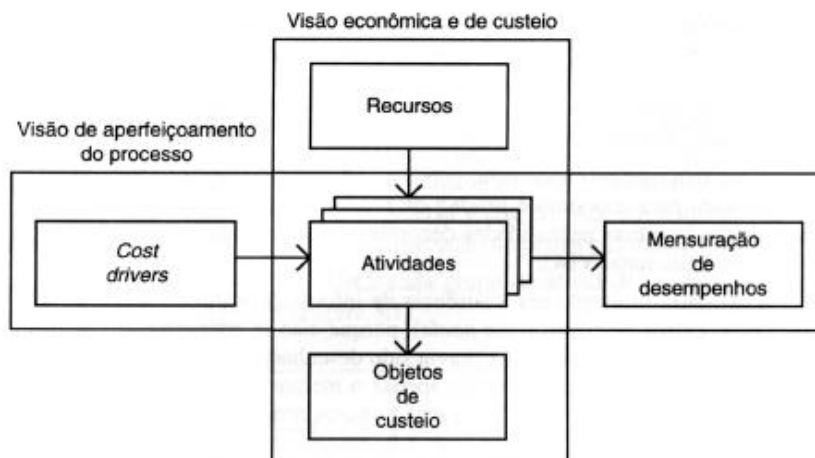 Visão econômica e de custeio
Recursos
Visão de aperfeiçoamento
do processo
Cost
drivers
Atividades
Mensuração
de
desempenhos
Objetos
de
custeio